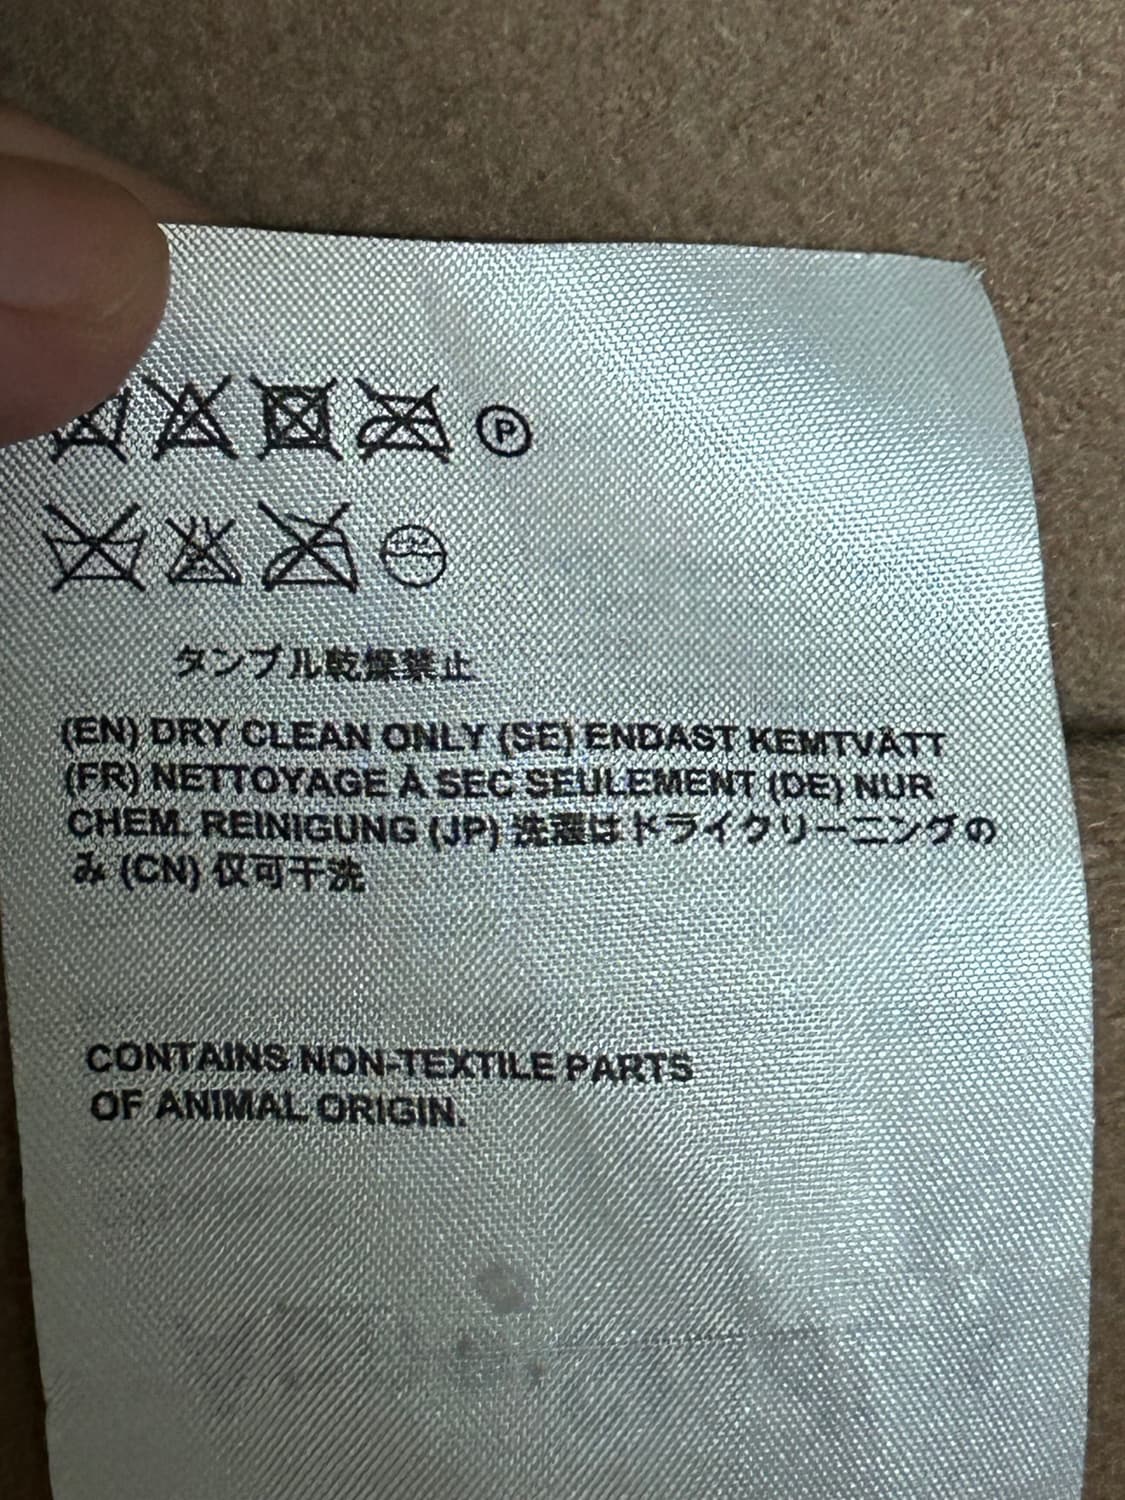 P
タンブル乾燥禁止
(EN) DRY CLEAN ONLY (SE) ENDAST KEMTVÄTT
(FR) NETTOYAGE À SEC SEULEMENT (DE) NUR
CHEM. REINIGUNG (JP) 洗濯はドライクリーニングの
み (CN) 仅可干洗
CONTAINS NON-TEXTILE PARTS
OF ANIMAL ORIGIN.